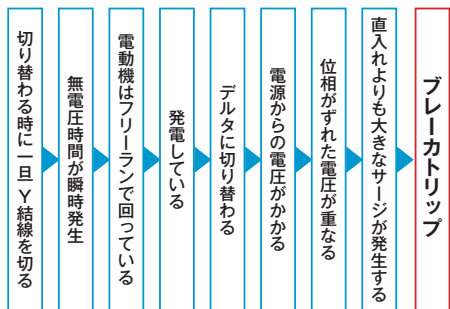 切り替わる時に一旦Y結線を切る
無電圧時間が瞬時発生
電動機はフリーランで回っている
発電している
デルタに切り替わる
電源からの電圧がかかる
位相がずれた電圧が重なる
直入れよりも大きなサージが発生する
ブレーカトリップ